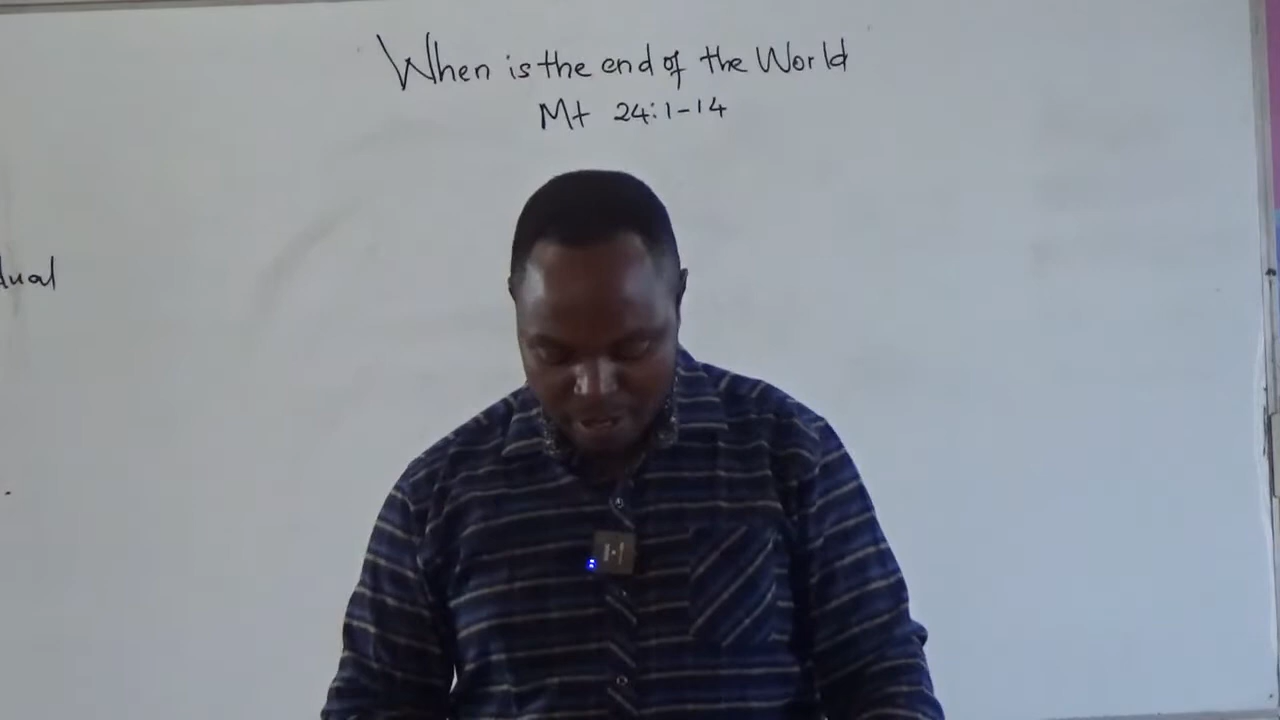 When is the end of the World
Mt 24:1-14